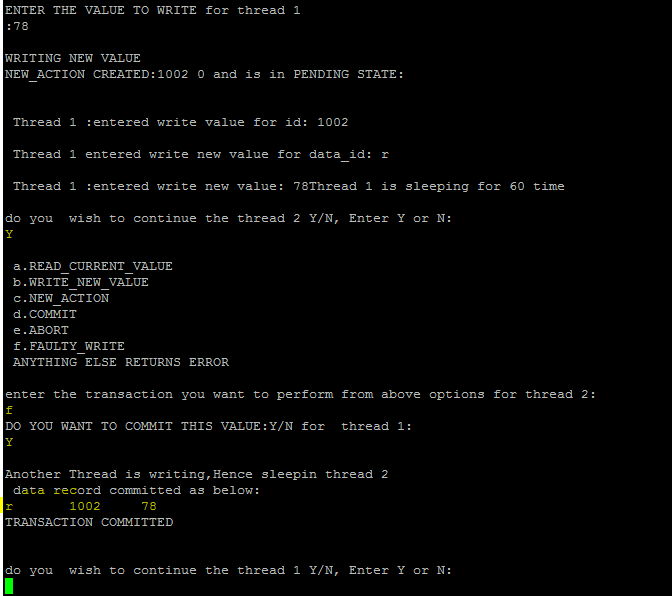 ENTER THE VALUE TO WRITE for thread 1
:78
WRITING NEW VALUE
NEW_ACTION CREATED:1002 0 and is in PENDING STATE:
Thread 1 :entered write value for id: 1002
Thread 1 entered write new value for data_id: r
Thread 1 :entered write new value: 78Thread 1 is sleeping for 60 time
do you  wish to continue the thread 2 Y/N, Enter Y or N:
Y
a.READ_CURRENT_VALUE
b.WRITE_NEW_VALUE
c.NEW_ACTION
d.COMMIT
e.ABORT
f.FAULTY_WRITE
ANYTHING ELSE RETURNS ERROR
enter the transaction you want to perform from above options for thread 2:
f
DO YOU WANT TO COMMIT THIS VALUE:Y/N for  thread 1:
Y
Another Thread is writing,Hence sleepin thread 2
data record committed as below:
r       1002     78
TRANSACTION COMMITTED
do you  wish to continue the thread 1 Y/N, Enter Y or N: